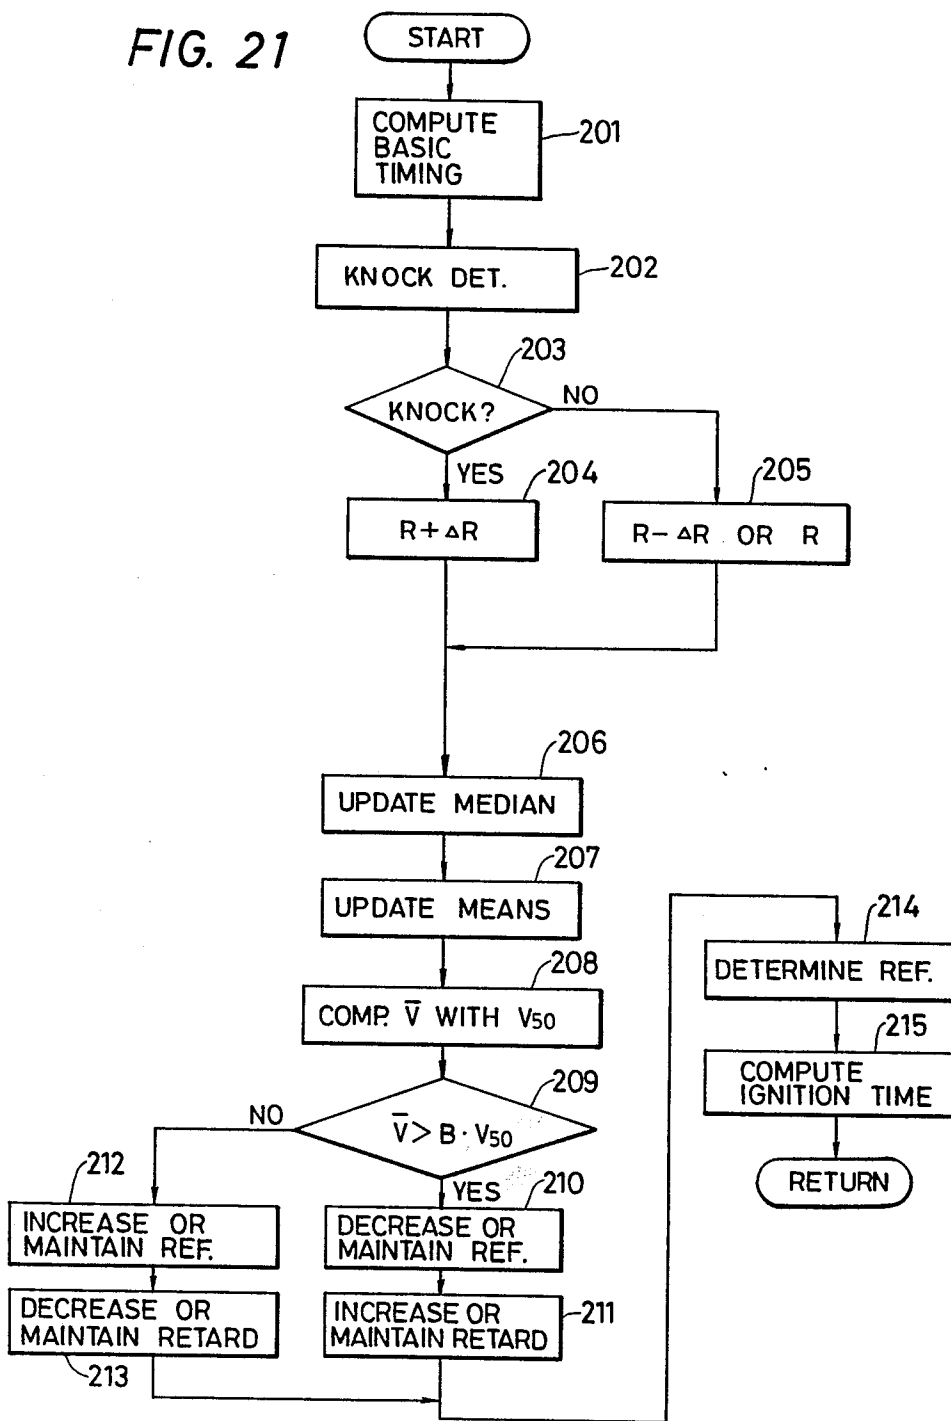 FIG. 21
START
COMPUTE
BASIC
TIMING
201
KNOCK DET.
202
203
KNOCK?
NO
YES
204
R+ΔR
205
R-ΔR OR R
206
UPDATE MEDIAN
207
UPDATE MEANS
208
COMP. V̅ WITH V50
209
V̅ > B·V50
NO
YES
212
INCREASE OR
MAINTAIN REF.
210
DECREASE OR
MAINTAIN REF.
DECREASE OR
MAINTAIN RETARD
213
INCREASE OR
MAINTAIN RETARD
211
214
DETERMINE REF.
215
COMPUTE
IGNITION TIME
RETURN